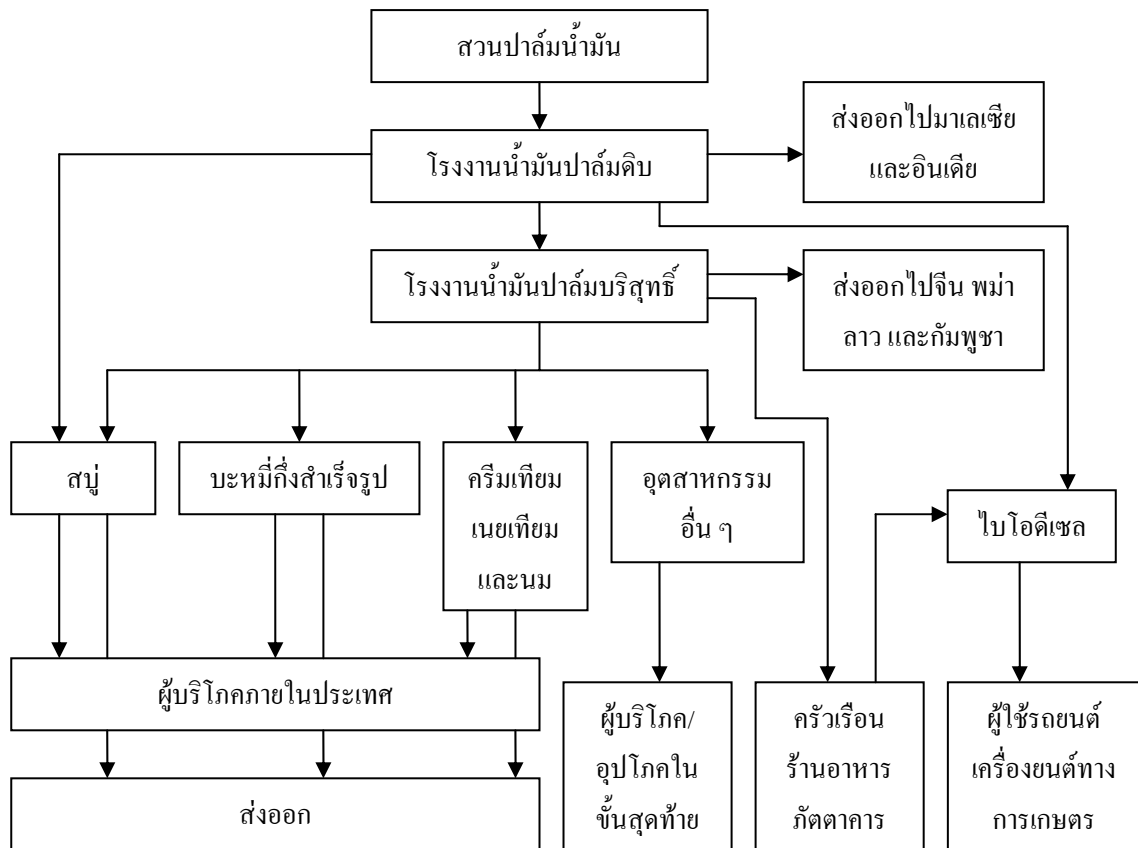 สวนปาล์มน้ำมัน
ส่งออกไปมาเลเซีย
และอินเดีย
โรงงานน้ำมันปาล์มดิบ
โรงงานน้ำมันปาล์มบริสุทธิ์
ส่งออกไปจีน พม่า
ลาว และกัมพูชา
สบู่
บะหมี่กึ่งสำเร็จรูป
ครีมเทียม
เนยเทียม
และนม
อุตสาหกรรม
อื่น ๆ
ไบโอดีเซล
ผู้บริโภคภายในประเทศ
ส่งออก
ผู้บริโภค/
อุปโภคใน
ขั้นสุดท้าย
ครัวเรือน
ร้านอาหาร
ภัตตาคาร
ผู้ใช้รถยนต์
เครื่องยนต์ทาง
การเกษตร